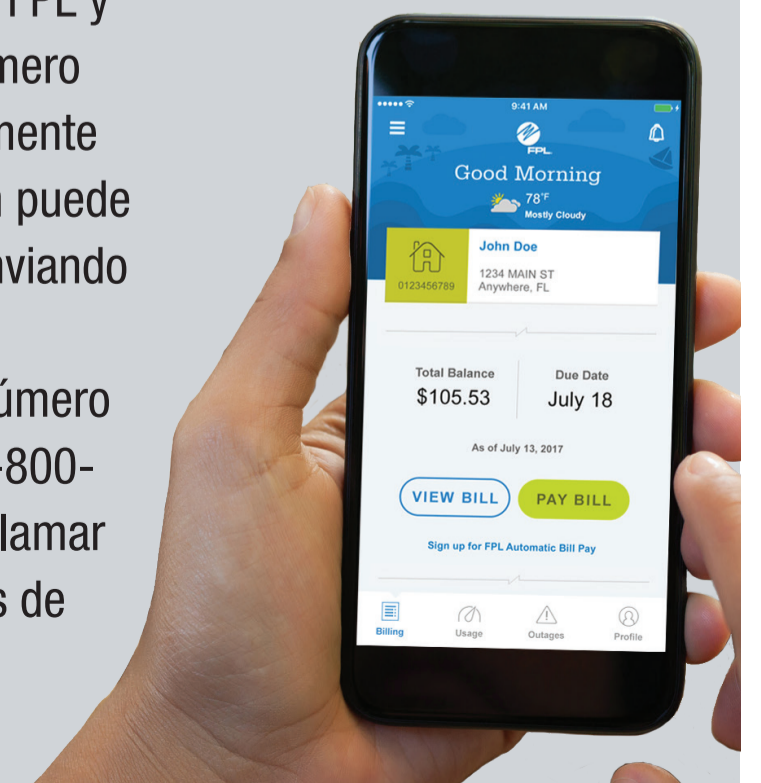 FPL y
mero
mente
puede
nviando
úmero
-800-
lamar
s de
9:41 AM
FPL
Good Morning
78°F
Mostly Cloudy
0123456789
John Doe
1234 MAIN ST
Anywhere, FL
Total Balance
$105.53
Due Date
July 18
As of July 13, 2017
VIEW BILL
PAY BILL
Sign up for FPL Automatic Bill Pay
Billing
Usage
Outages
Profile